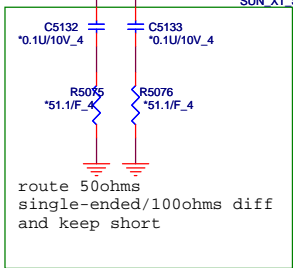 SUN_XT_S
C5132 C5133
*0.1U/10V_4 *0.1U/10V_4
R5075 R5076
*51.1/F_4 *51.1/F_4
route 50ohms
single-ended/100ohms diff
and keep short